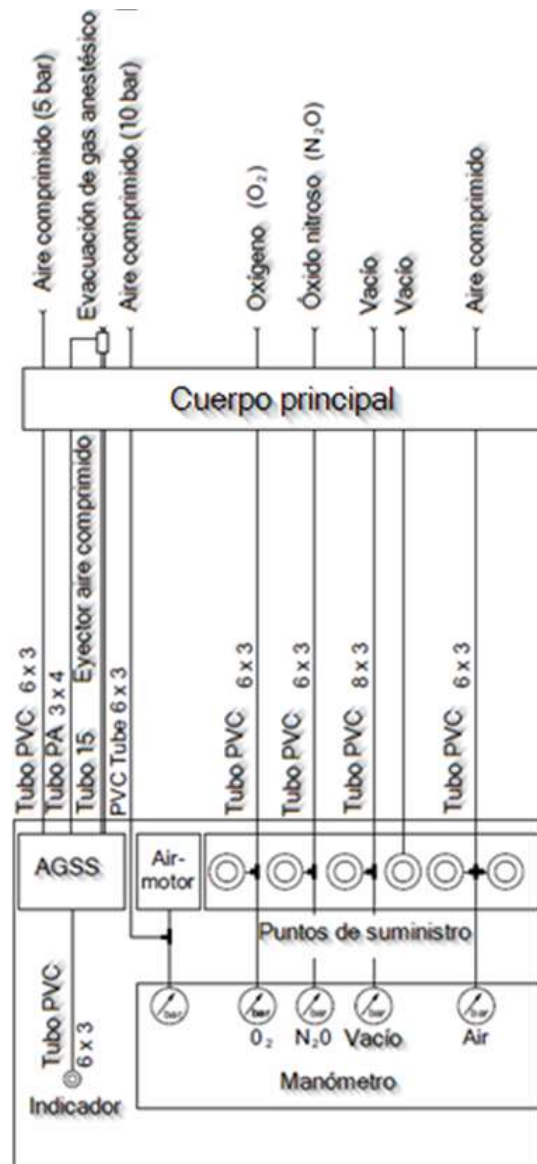 Aire comprimido (5 bar)
Evacuación de gas anestésico
Aire comprimido (10 bar)
Oxígeno (O₂)
Óxido nitroso (N₂O)
Vacío
Vacío
Aire comprimido
Cuerpo principal
Tubo PVC 6 x 3
Tubo PA 3 x 4
Tubo 15 Eyector aire comprimido
PVC Tube 6 x 3
Tubo PVC 6 x 3
Tubo PVC 6 x 3
Tubo PVC 8 x 3
Tubo PVC 6 x 3
AGSS
Air-
motor
Puntos de suministro
Tubo PVC
6 x 3
Indicador
bar
bar
bar
bar
bar
O₂
N₂O
Vacío
Air
Manómetro